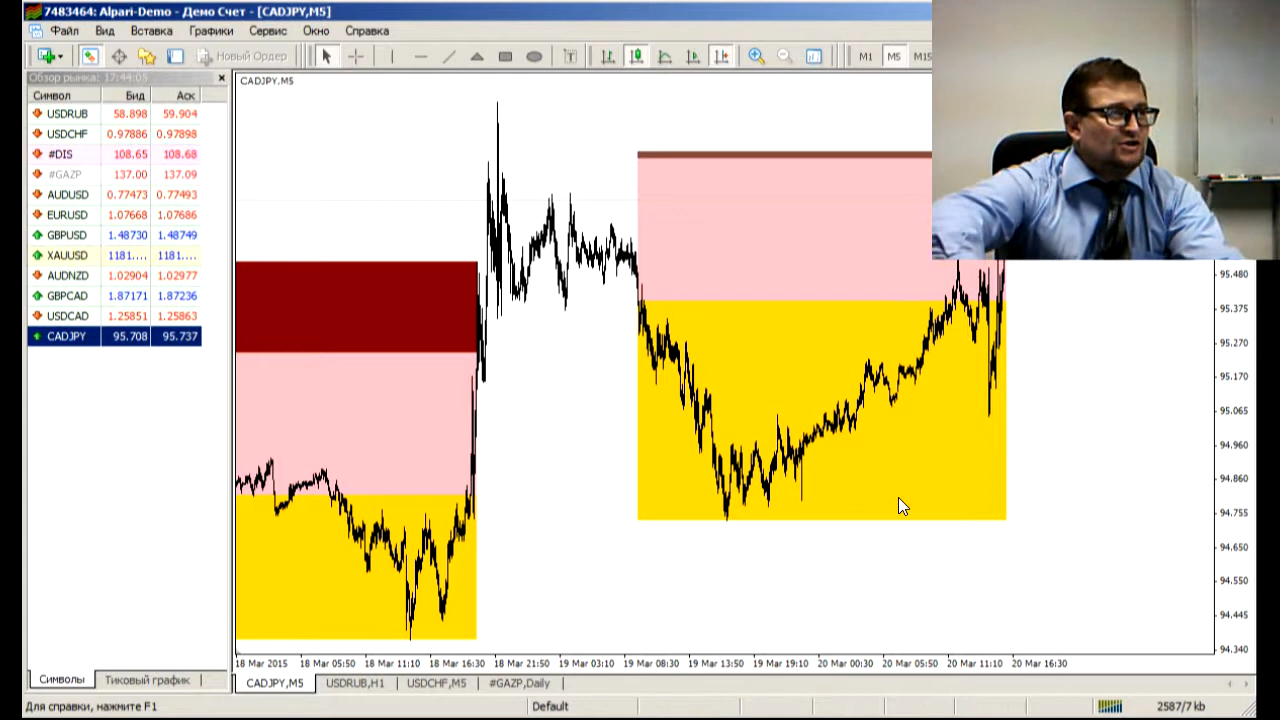 7483464: Alpari-Demo - Демо Счет - [CADJPY,M5]
Файл Вид Вставка Графики Сервис Окно Справка
Новый Ордер M1 M5 M15
Обзор рынка: 17:44:05
Символ Бид Аск
USDRUB 58.898 59.904
USDCHF 0.97886 0.97898
#DIS 108.65 108.68
#GAZP 137.00 137.09
AUDUSD 0.77473 0.77493
EURUSD 1.07668 1.07686
GBPUSD 1.48730 1.48749
XAUUSD 1181.... 1181....
AUDNZD 1.02904 1.02977
GBPCAD 1.87171 1.87236
USDCAD 1.25851 1.25863
CADJPY 95.708 95.737
Символы Тиковый график
CADJPY,M5
95.480
95.375
95.270
95.170
95.065
94.960
94.860
94.755
94.650
94.550
94.445
94.340
18 Mar 2015 18 Mar 05:50 18 Mar 11:10 18 Mar 16:30 18 Mar 21:50 19 Mar 03:10 19 Mar 08:30 19 Mar 13:50 19 Mar 19:10 20 Mar 00:30 20 Mar 05:50 20 Mar 11:10 20 Mar 16:30
CADJPY,M5 USDRUB,H1 USDCHF,M5 #GAZP,Daily
Для справки, нажмите F1 Default 2587/7 kb